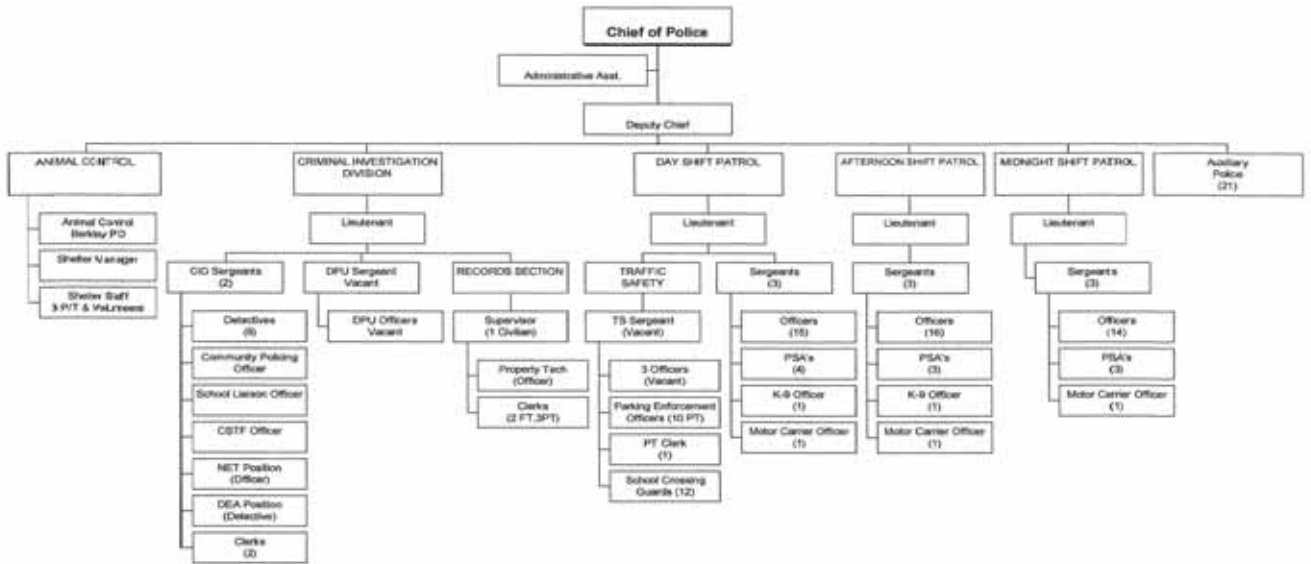 Chief of Police
Administrative Asst.
Deputy Chief
ANIMAL CONTROL
CRIMINAL INVESTIGATION
DIVISION
DAY SHIFT PATROL
AFTERNOON SHIFT PATROL
MIDNIGHT SHIFT PATROL
Auxiliary
Police
(21)
Animal Control
Berkley PD
Shelter Manager
Shelter Staff
3 P/T &
Lieutenant
Lieutenant
Lieutenant
Lieutenant
Sergeants
(2)
DPU Sergeant
Vacant
RECORDS SECTION
TRAFFIC
SAFETY
Sergeants
(3)
Sergeants
(3)
Sergeants
(3)
Detectives
Community Policing
Officer
School Liaison Officer
CSTF Officer
NET Position
(Officer)
DEA Position
(Detective)
Clerks
(2)
DPU Officers
Vacant
Supervisor
(1 Civilian)
Property Tech
(Officer)
Clerks
(2 FT,3PT)
TS Sergeant
(Vacant)
3 Officers
(Vacant)
Parking Enforcement
Officers (10 PT)
PT Clerk
(1)
School Crossing
Guards (12)
Officers
(15)
PSA's
(4)
K-9 Officer
(1)
Motor Carrier Officer
(1)
Officers
(16)
PSA's
(3)
K-9 Officer
(1)
Motor Carrier Officer
(1)
Officers
(14)
PSA's
(3)
Motor Carrier Officer
(1)